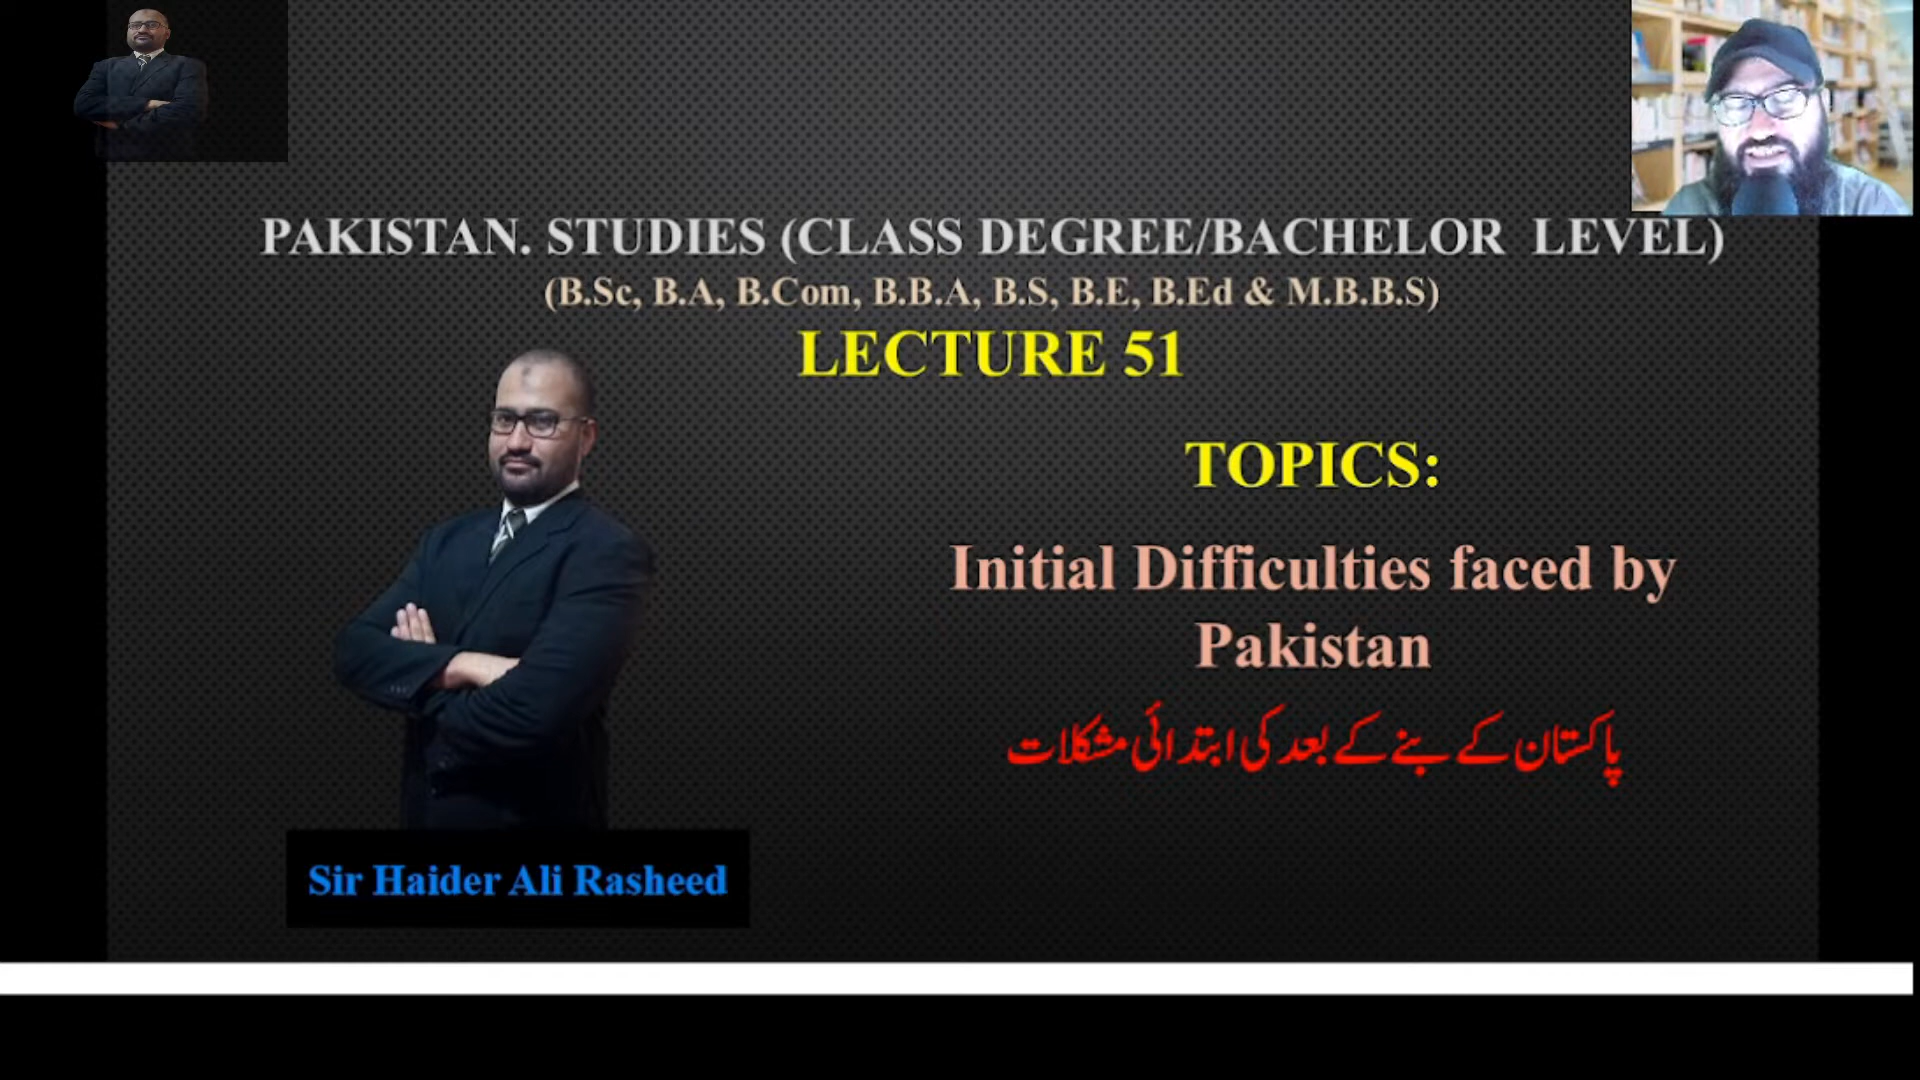 PAKISTAN. STUDIES (CLASS DEGREE/BACHELOR LEVEL)
(B.Sc, B.A, B.Com, B.B.A, B.S, B.E, B.Ed & M.B.B.S)
LECTURE 51
TOPICS:
Initial Difficulties faced by
Pakistan
پاکستان کے بنے کے بعد کی ابتدائی مشکلات
Sir Haider Ali Rasheed